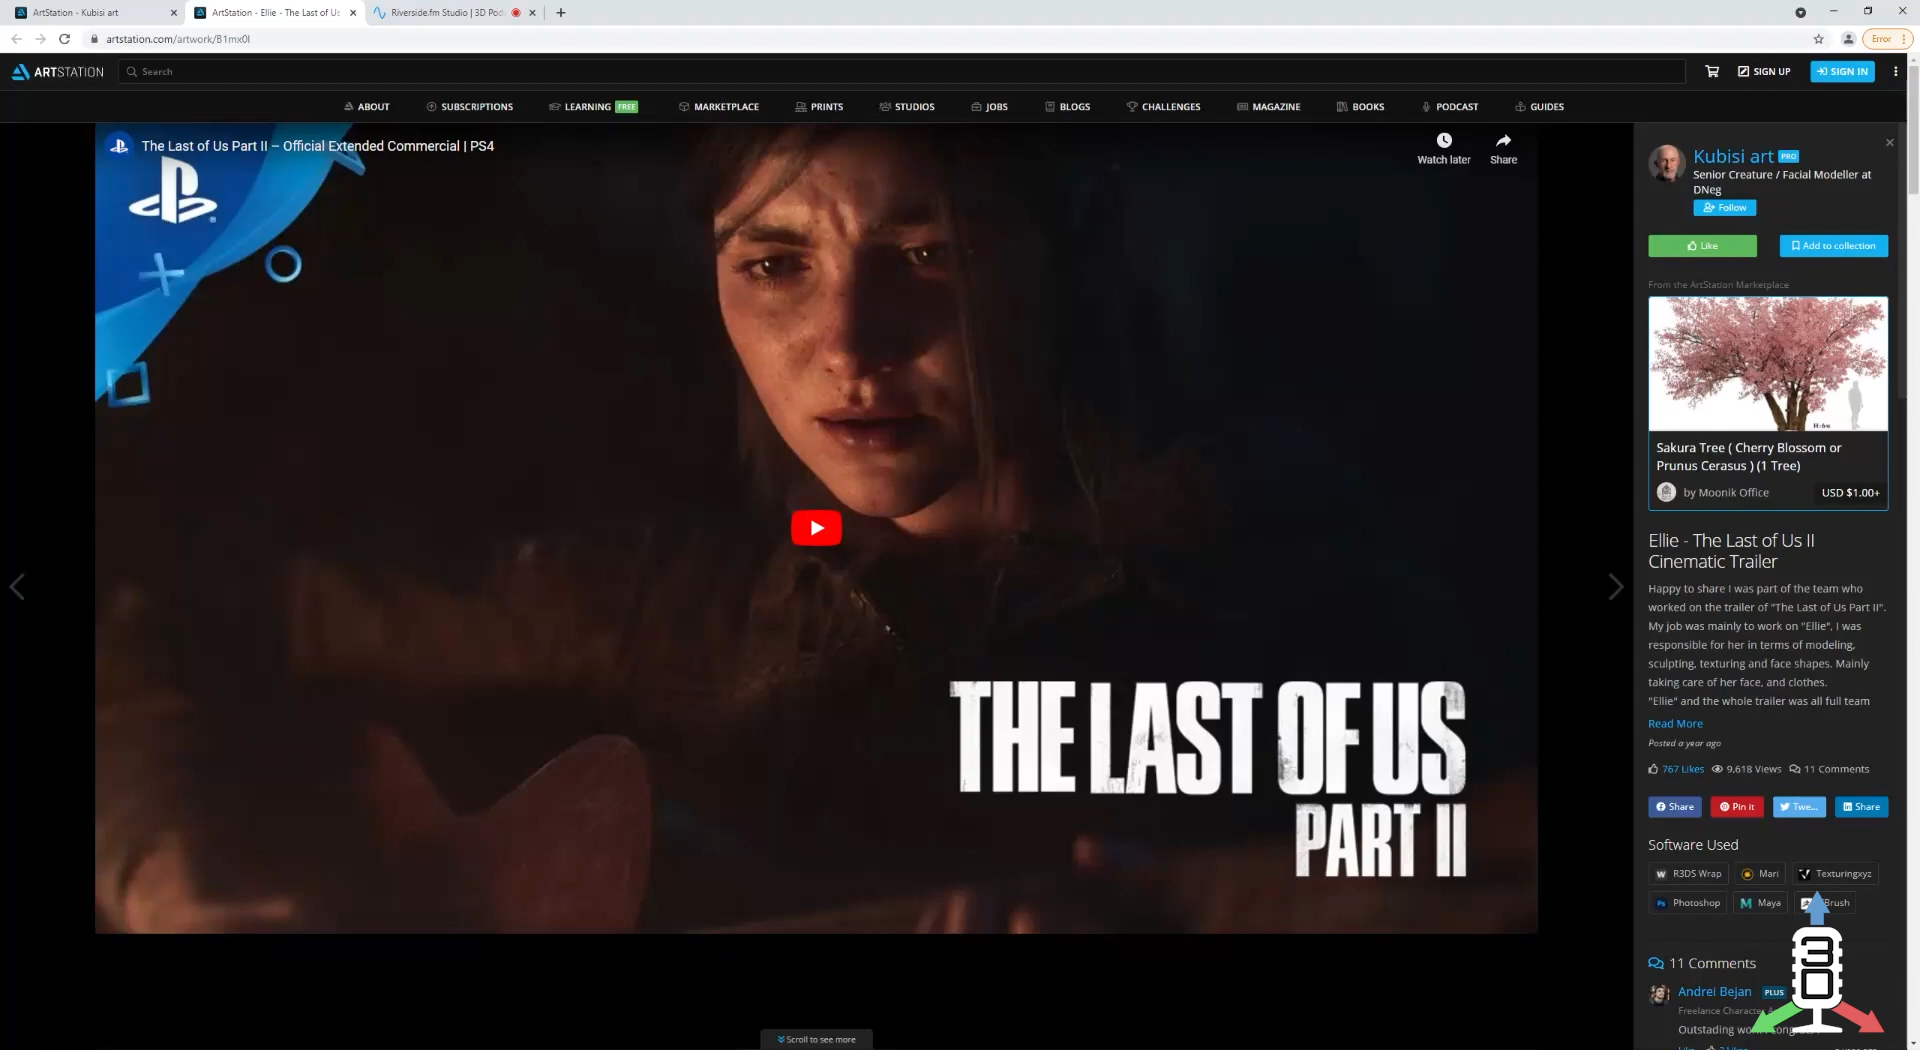 ArtStation - Kubisi art
ArtStation - Ellie - The Last of Us
Riverside.fm Studio | 3D Pod
artstation.com/artwork/B1mx0l
Error
ARTSTATION
Search
SIGN UP
SIGN IN
ABOUT
SUBSCRIPTIONS
LEARNING FREE
MARKETPLACE
PRINTS
STUDIOS
JOBS
BLOGS
CHALLENGES
MAGAZINE
BOOKS
PODCAST
GUIDES
The Last of Us Part II – Official Extended Commercial | PS4
Watch later
Share
THE LAST OF US
PART II
Scroll to see more
Kubisi art PRO
Senior Creature / Facial Modeller at
DNeg
Follow
Like
Add to collection
From the ArtStation Marketplace
Sakura Tree ( Cherry Blossom or
Prunus Cerasus ) (1 Tree)
by Moonik Office
USD $1.00+
Ellie - The Last of Us II
Cinematic Trailer
Happy to share I was part of the team who
worked on the trailer of "The Last of Us Part II".
My job was mainly to work on "Ellie", I was
responsible for her in terms of modeling,
sculpting, texturing and face shapes. Mainly
taking care of her face, and clothes.
"Ellie" and the whole trailer was all full team
Read More
Posted a year ago
767 Likes 9,618 Views 11 Comments
Share
Pin it
Twe...
Share
Software Used
R3DS Wrap
Mari
Texturingxyz
Photoshop
Maya
Brush
11 Comments
Andrei Bejan PLUS
Freelance Character
Outstading
3D